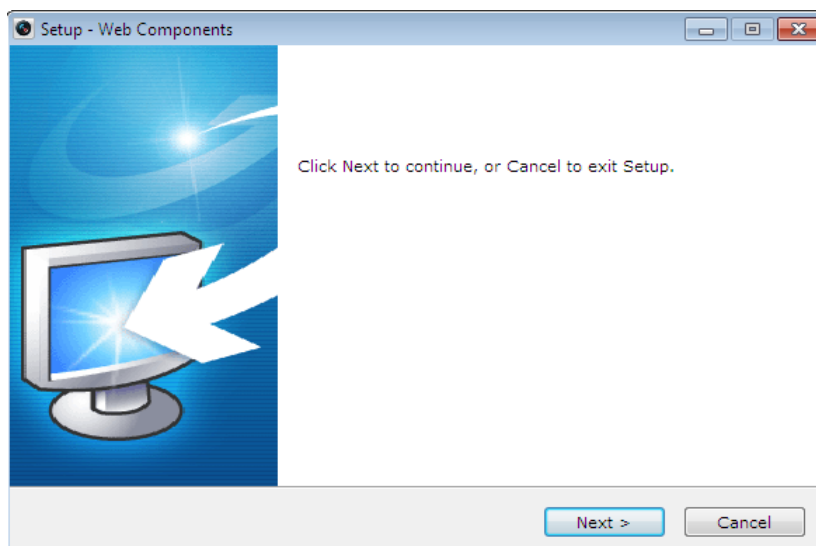 Setup - Web Components
Click Next to continue, or Cancel to exit Setup.
Next >
Cancel